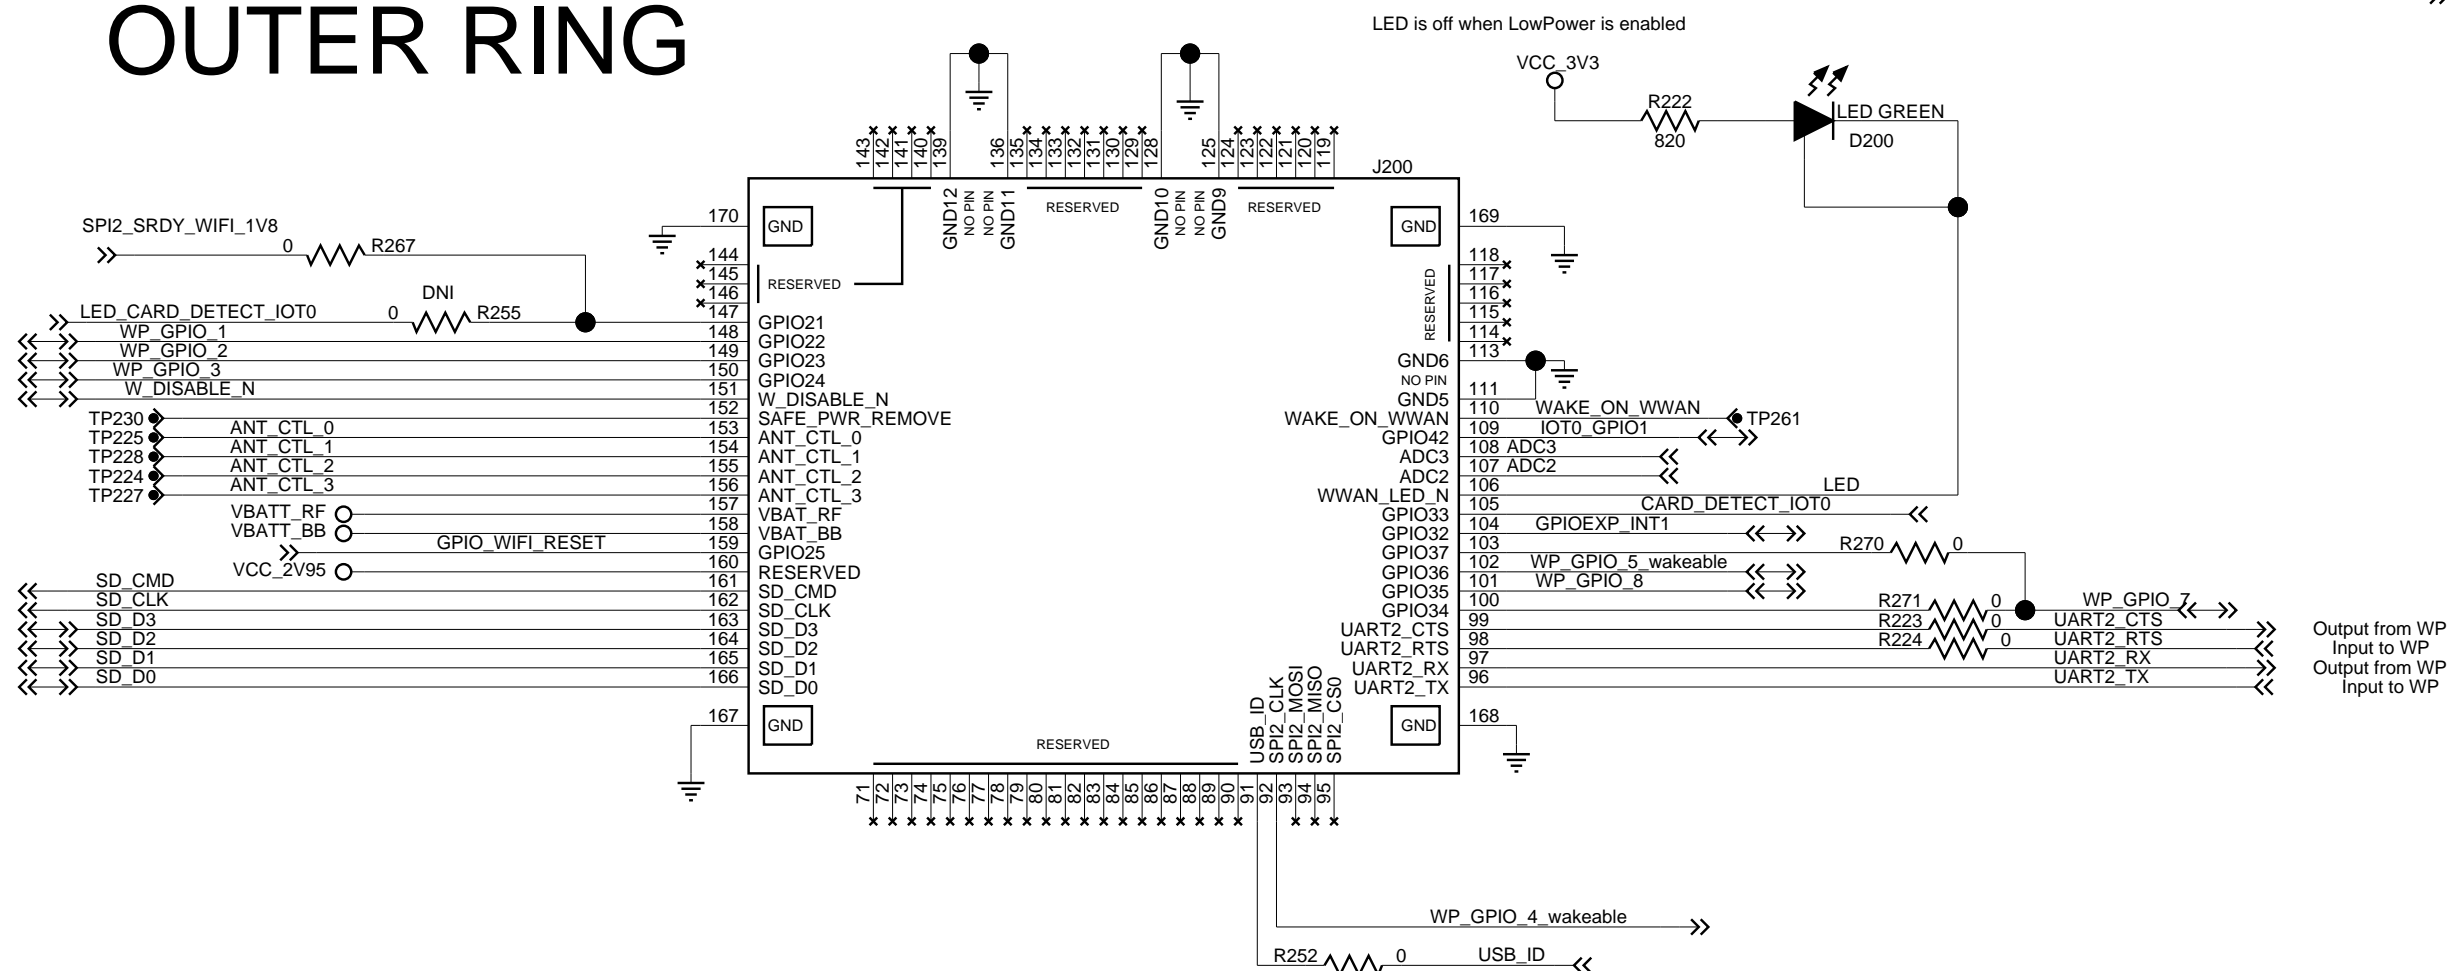 OUTER RING
LED is off when LowPower is enabled
VCC_3V3
R222
820
LED GREEN
D200
J200
143
142
141
140
139
136
135
134
133
132
131
130
129
128
125
124
123
122
121
120
119
GND12
NO PIN
NO PIN
GND11
RESERVED
GND10
NO PIN
NO PIN
GND9
RESERVED
SPI2_SRDY_WIFI_1V8
0 R267
DNI
LED_CARD_DETECT_IOT0 0 R255
WP_GPIO_1
WP_GPIO_2
WP_GPIO_3
W_DISABLE_N
TP230
TP225 ANT_CTL_0
TP228 ANT_CTL_1
TP224 ANT_CTL_2
TP227 ANT_CTL_3
VBATT_RF
VBATT_BB
GPIO_WIFI_RESET
VCC_2V95
SD_CMD
SD_CLK
SD_D3
SD_D2
SD_D1
SD_D0
170 GND
144
145 RESERVED
146
147 GPIO21
148 GPIO22
149 GPIO23
150 GPIO24
151 W_DISABLE_N
152 SAFE_PWR_REMOVE
153 ANT_CTL_0
154 ANT_CTL_1
155 ANT_CTL_2
156 ANT_CTL_3
157 VBAT_RF
158 VBAT_BB
159 GPIO25
160 RESERVED
161 SD_CMD
162 SD_CLK
163 SD_D3
164 SD_D2
165 SD_D1
166 SD_D0
167 GND
GND 169
RESERVED
118
117
116
115
114
GND6 113
NO PIN
GND5 111
WAKE_ON_WWAN 110 WAKE_ON_WWAN TP261
GPIO42 109 IOT0_GPIO1
ADC3 108 ADC3
ADC2 107 ADC2
WWAN_LED_N 106 LED
GPIO33 105 CARD_DETECT_IOT0
GPIO32 104 GPIOEXP_INT1
GPIO37 103 R270 0
GPIO36 102 WP_GPIO_5_wakeable
GPIO35 101 WP_GPIO_8
GPIO34 100 R271 0 WP_GPIO_7
UART2_CTS 99 R223 0 UART2_CTS Output from WP
UART2_RTS 98 R224 0 UART2_RTS Input to WP
UART2_RX 97 UART2_RX Output from WP
UART2_TX 96 UART2_TX Input to WP
GND 168
RESERVED
USB_ID
SPI2_CLK
SPI2_MOSI
SPI2_MISO
SPI2_CS0
71
72
73
74
75
76
77
78
79
80
81
82
83
84
85
86
87
88
89
90
91
92
93
94
95
WP_GPIO_4_wakeable
R252 0 USB_ID